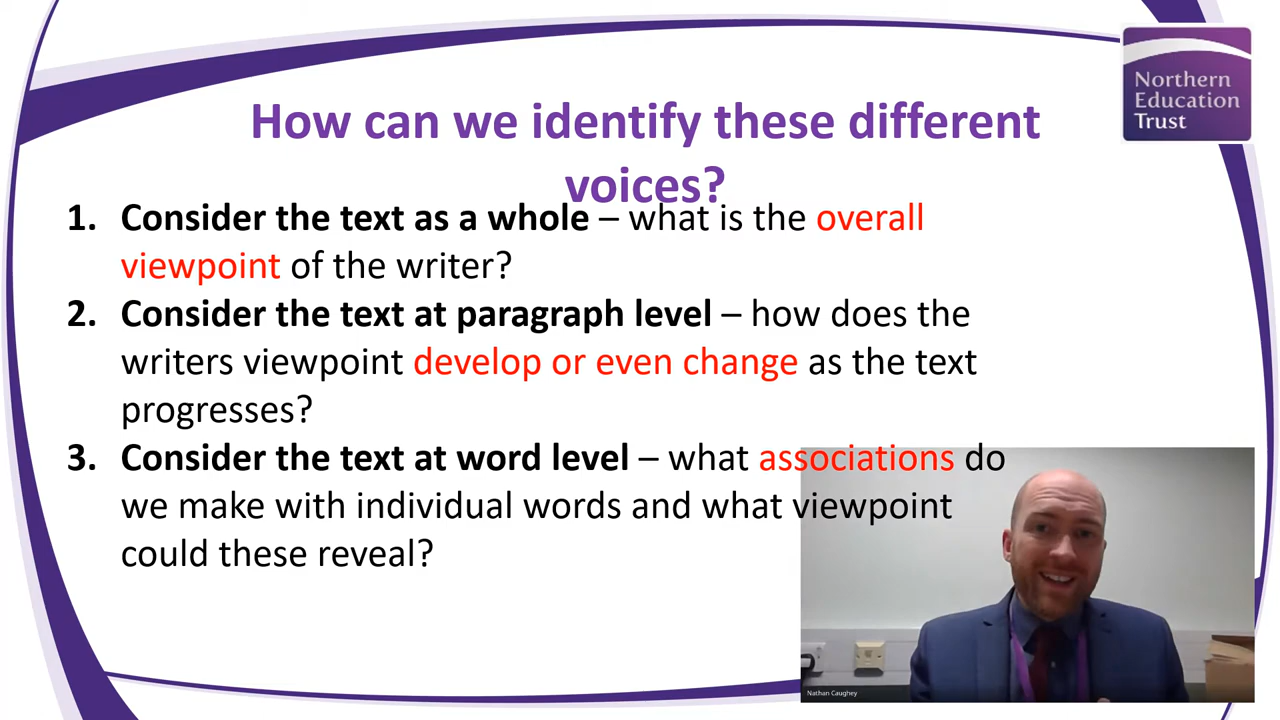 How can we identify these different
voices?
Northern
Education
Trust
1. Consider the text as a whole – what is the overall
viewpoint of the writer?
2. Consider the text at paragraph level – how does the
writers viewpoint develop or even change as the text
progresses?
3. Consider the text at word level – what associations do
we make with individual words and what viewpoint
could these reveal?
Nathan Caughey